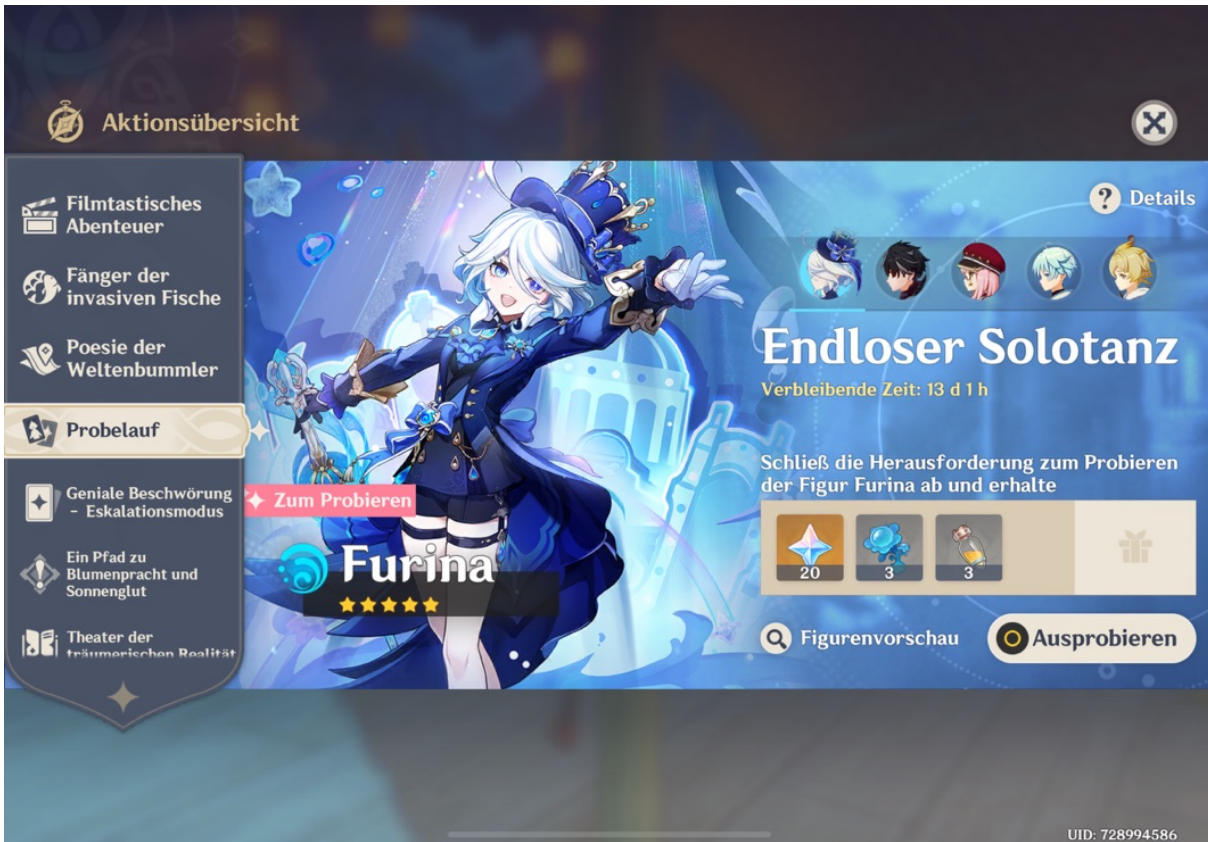 Aktionsübersicht
Filmtastisches
Abenteuer
Fänger der
invasiven Fische
Poesie der
Weltenbummler
Probelauf
Geniale Beschwörung
- Eskalationsmodus
Ein Pfad zu
Blumenpracht und
Sonnenglut
Theater der
träumerischen Realität
Zum Probieren
Furina
? Details
Endloser Solotanz
Verbleibende Zeit: 13 d 1 h
Schließ die Herausforderung zum Probieren
der Figur Furina ab und erhalte
20 3 3
Figurenvorschau
Ausprobieren
UID: 728994586